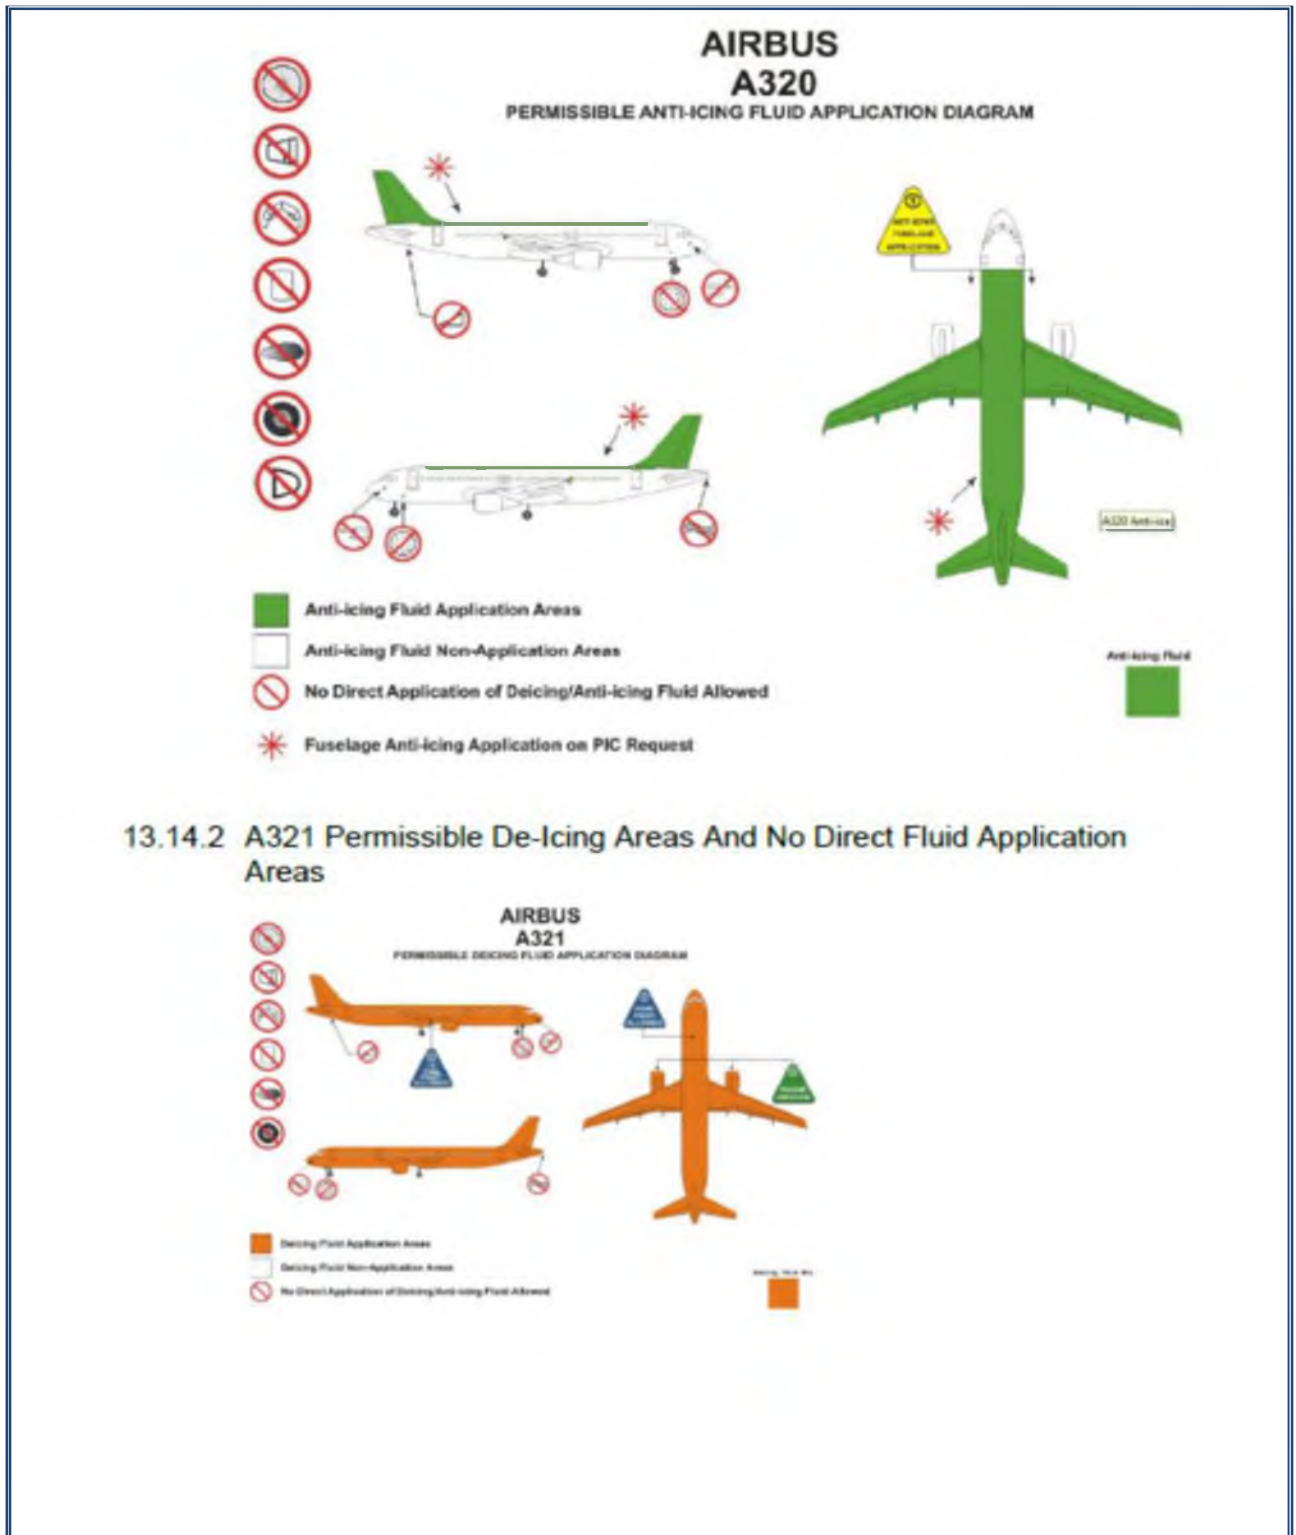 AIRBUS
A320
PERMISSIBLE ANTI-ICING FLUID APPLICATION DIAGRAM
A320 Anti-ice
Anti-icing Fluid Application Areas
Anti-icing Fluid Non-Application Areas
No Direct Application of Deicing/Anti-icing Fluid Allowed
Fuselage Anti-icing Application on PIC Request
Anti-icing Fluid
13.14.2 A321 Permissible De-Icing Areas And No Direct Fluid Application
Areas
AIRBUS
A321
PERMISSIBLE DEICING FLUID APPLICATION DIAGRAM
Deicing Fluid Application Areas
Deicing Fluid Non-Application Areas
No Direct Application of Deicing/Anti-icing Fluid Allowed